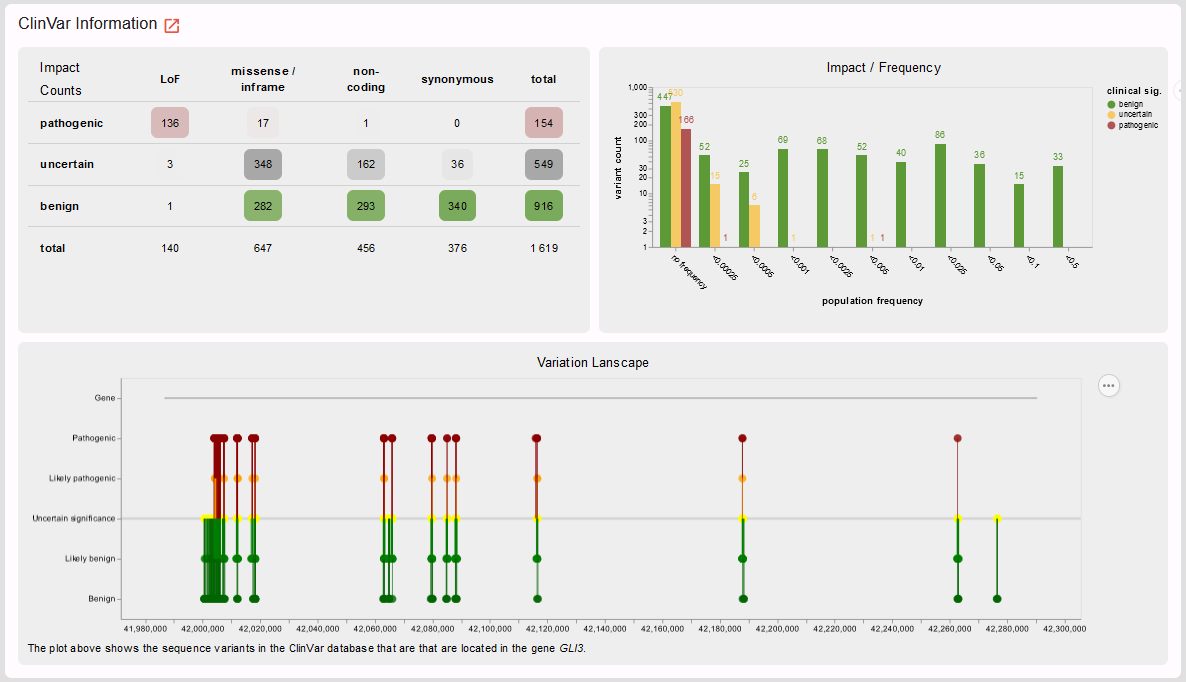 ClinVar Information
Impact Counts LoF missense / inframe non-coding synonymous total
pathogenic 136 17 1 0 154
uncertain 3 348 162 36 549
benign 1 282 293 340 916
total 140 647 456 376 1 619
Impact / Frequency
clinical sig.
benign
uncertain
pathogenic
variant count
1,000
300
200
100
30
20
10
3
2
1
447 530 166
52 15 1
25 6
69 1
68
52 1 1
40
86
36
15
33
no frequency <0.00025 <0.0005 <0.001 <0.0025 <0.005 <0.01 <0.025 <0.05 <0.1 <0.5
population frequency
Variation Lanscape
Gene
Pathogenic
Likely pathogenic
Uncertain significance
Likely benign
Benign
41,980,000 42,000,000 42,020,000 42,040,000 42,060,000 42,080,000 42,100,000 42,120,000 42,140,000 42,160,000 42,180,000 42,200,000 42,220,000 42,240,000 42,260,000 42,280,000 42,300,000
The plot above shows the sequence variants in the ClinVar database that are that are located in the gene GLI3.